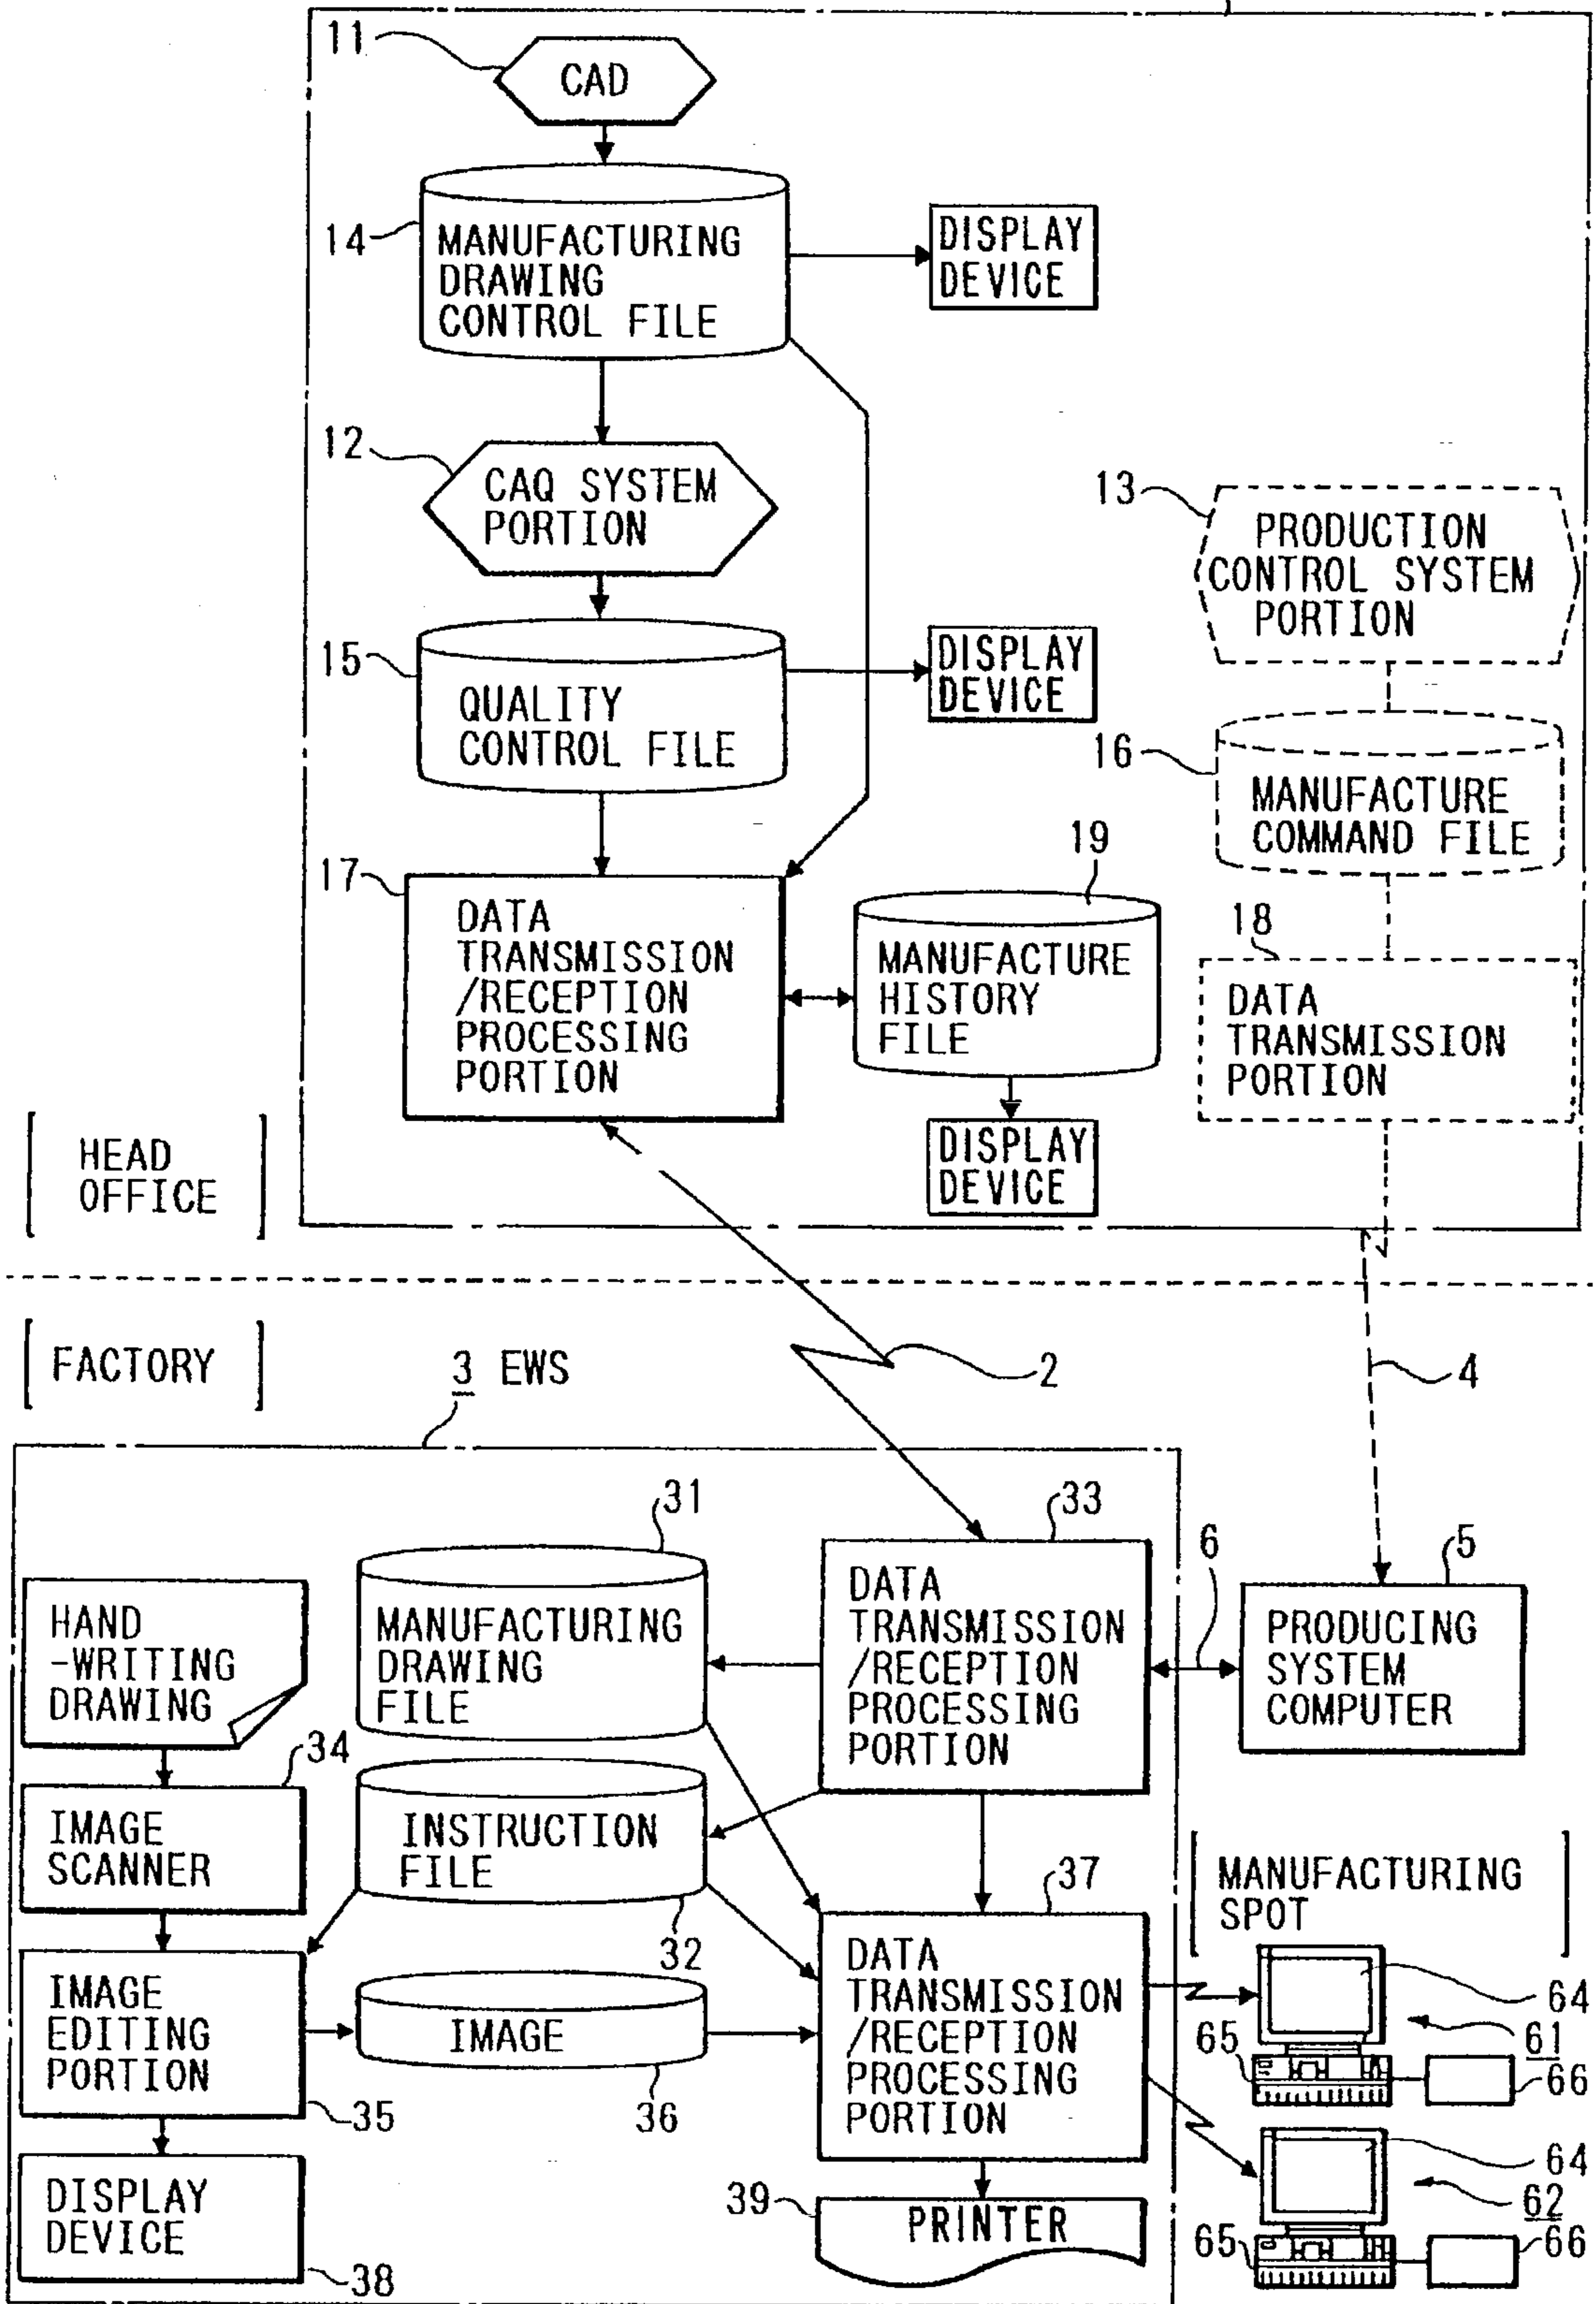 11
CAD
14
MANUFACTURING
DRAWING
CONTROL FILE
DISPLAY
DEVICE
12
CAQ SYSTEM
PORTION
13
PRODUCTION
CONTROL SYSTEM
PORTION
15
QUALITY
CONTROL FILE
DISPLAY
DEVICE
16
MANUFACTURE
COMMAND FILE
17
DATA
TRANSMISSION
/RECEPTION
PROCESSING
PORTION
19
MANUFACTURE
HISTORY
FILE
18
DATA
TRANSMISSION
PORTION
DISPLAY
DEVICE
[HEAD
OFFICE]
[FACTORY]
3 EWS
2
4
31
33
6
5
HAND
-WRITING
DRAWING
MANUFACTURING
DRAWING
FILE
DATA
TRANSMISSION
/RECEPTION
PROCESSING
PORTION
PRODUCING
SYSTEM
COMPUTER
34
IMAGE
SCANNER
INSTRUCTION
FILE
32
37
[MANUFACTURING
SPOT]
IMAGE
EDITING
PORTION
35
IMAGE
36
DATA
TRANSMISSION
/RECEPTION
PROCESSING
PORTION
64
61
65
66
DISPLAY
DEVICE
38
39
PRINTER
64
62
65
66